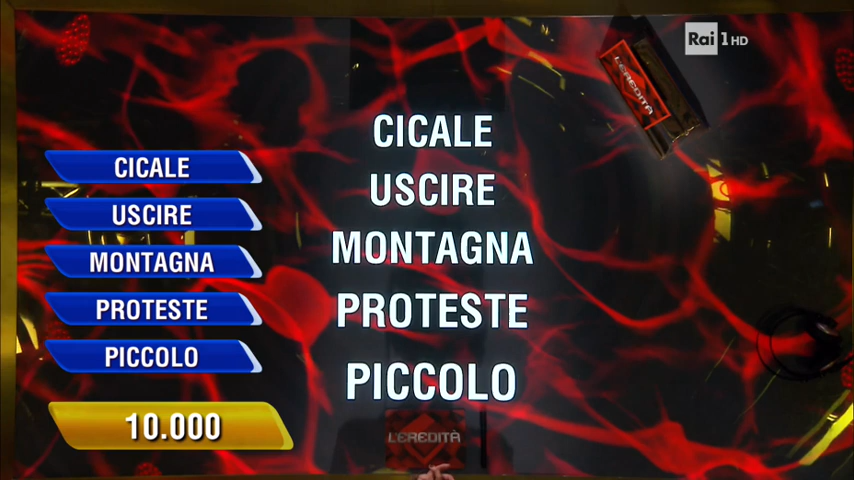 Rai 1 HD
L'EREDITÀ
CICALE
USCIRE
MONTAGNA
PROTESTE
PICCOLO
CICALE
USCIRE
MONTAGNA
PROTESTE
PICCOLO
10.000
L'EREDITÀ